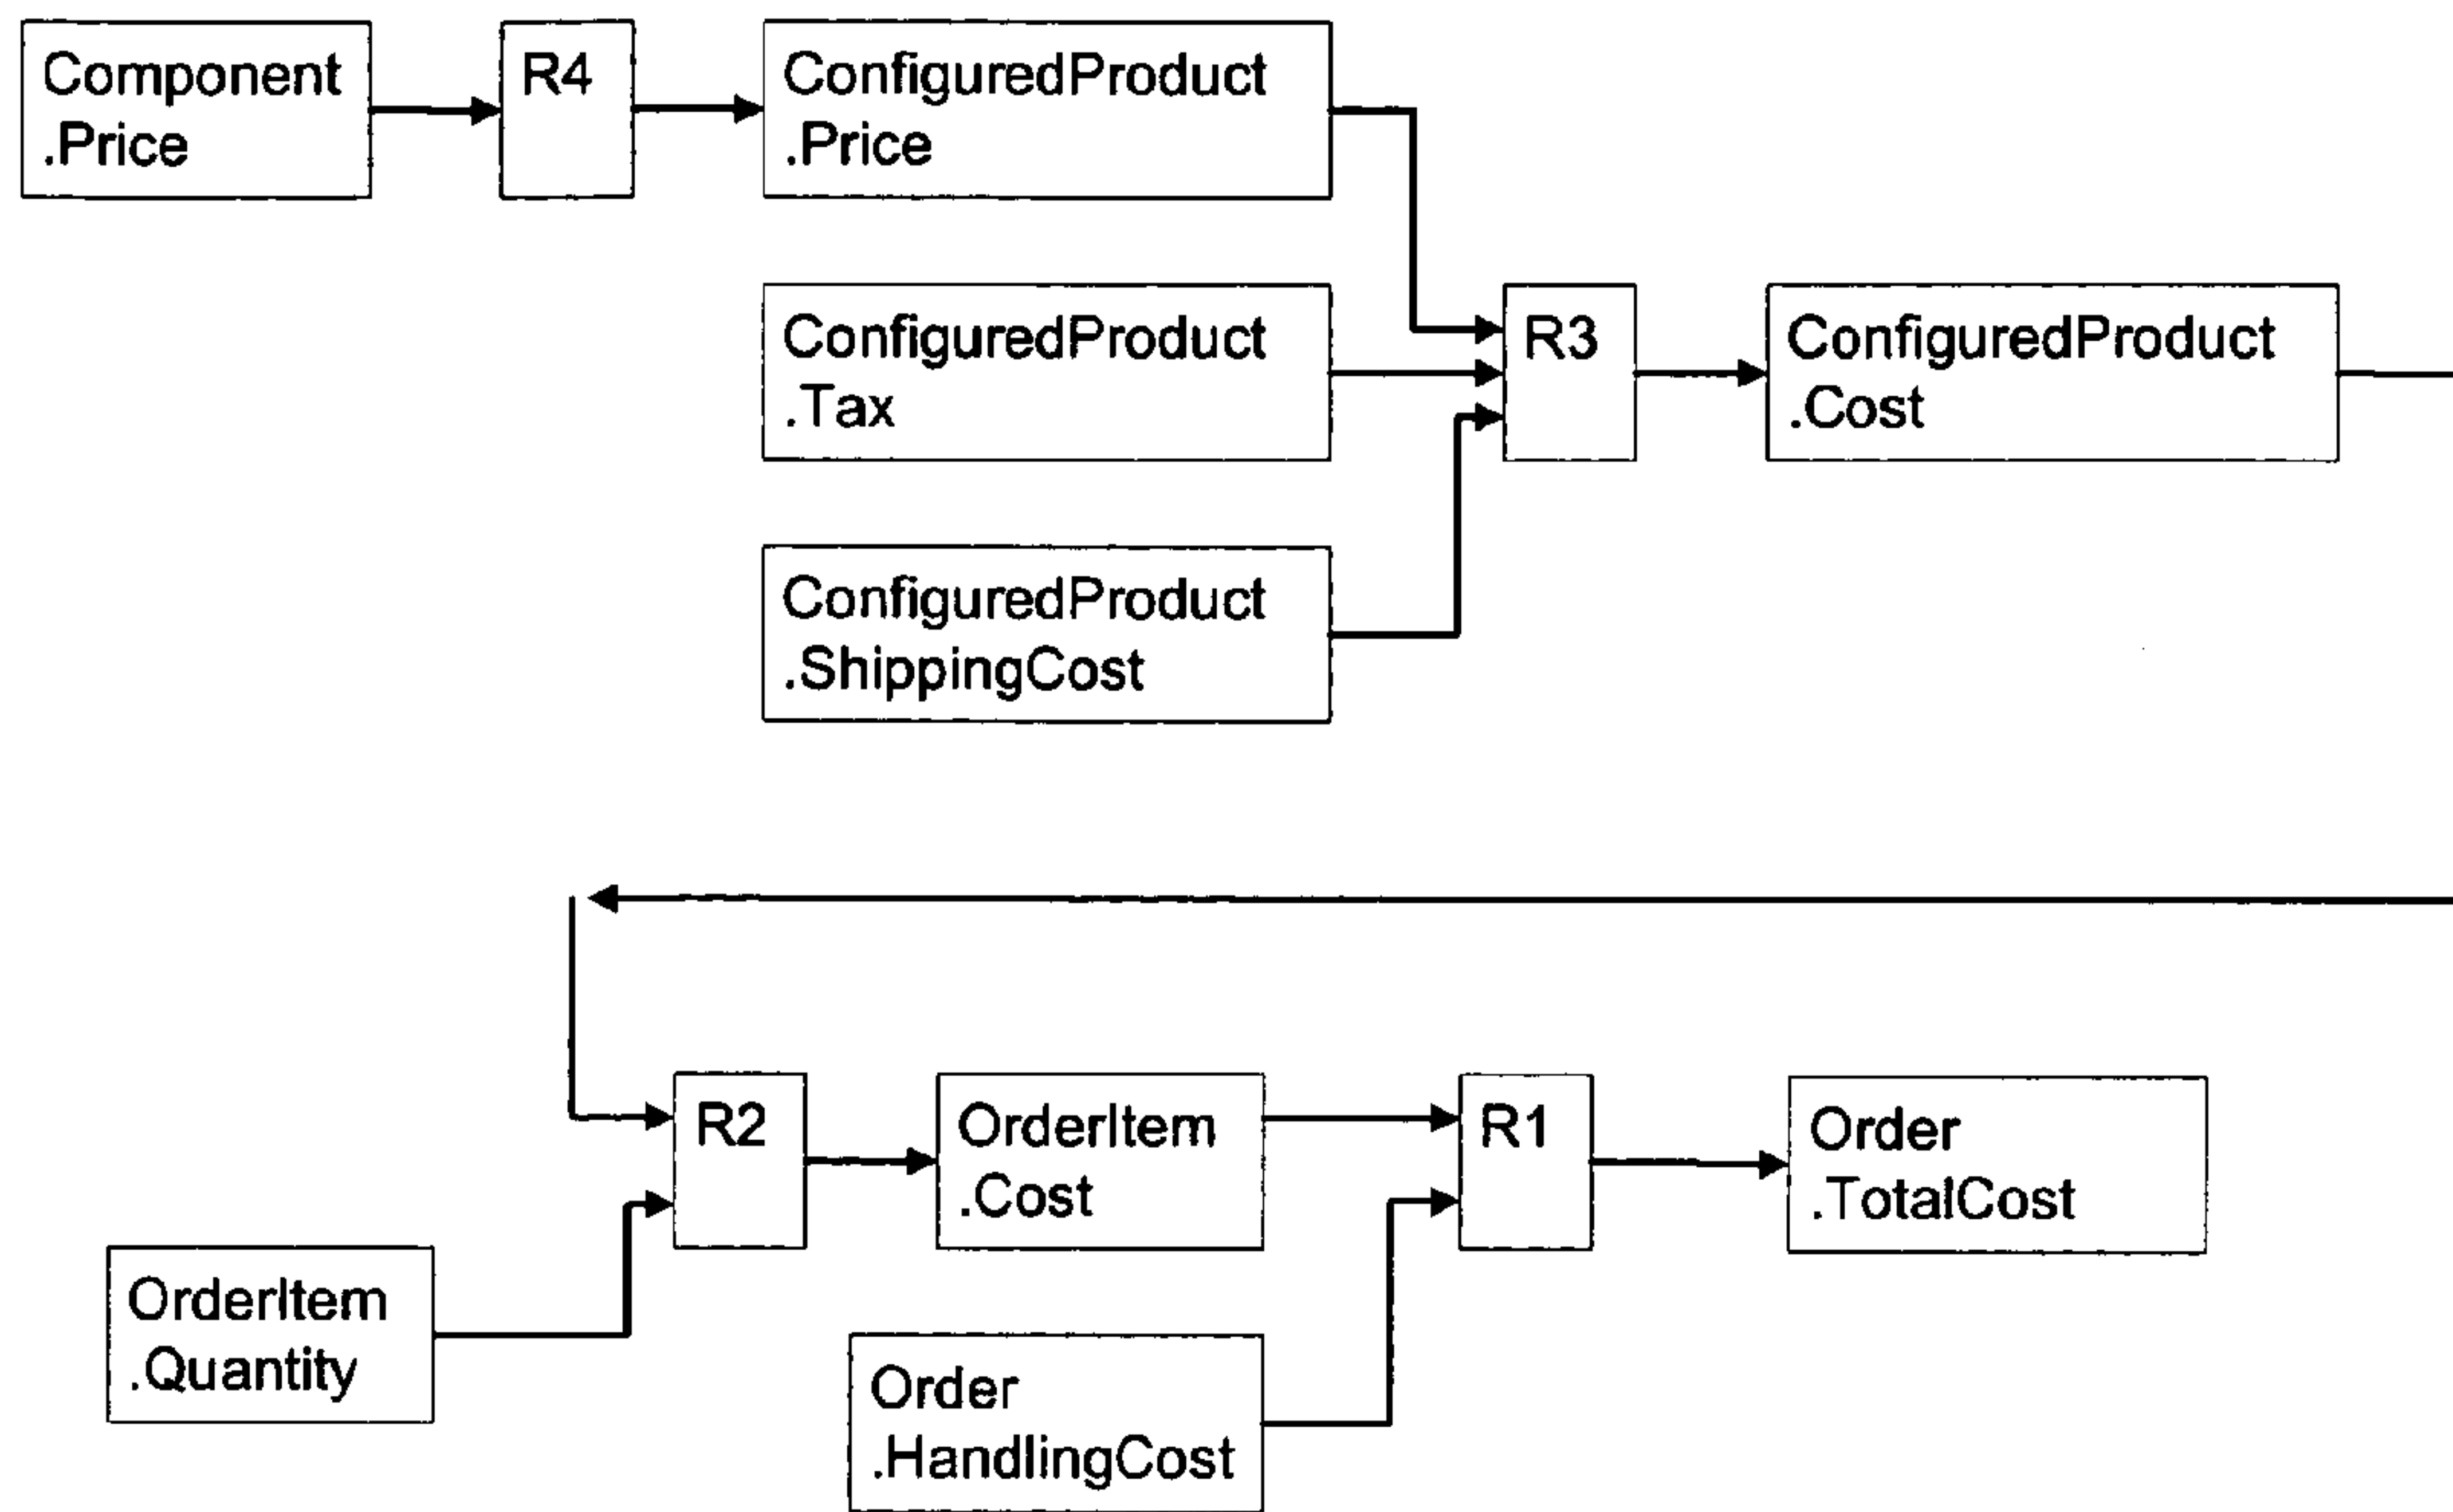 Component
.Price
R4
ConfiguredProduct
.Price
ConfiguredProduct
.Tax
R3
ConfiguredProduct
.Cost
ConfiguredProduct
.ShippingCost
R2
OrderItem
.Cost
R1
Order
.TotalCost
OrderItem
.Quantity
Order
.HandlingCost